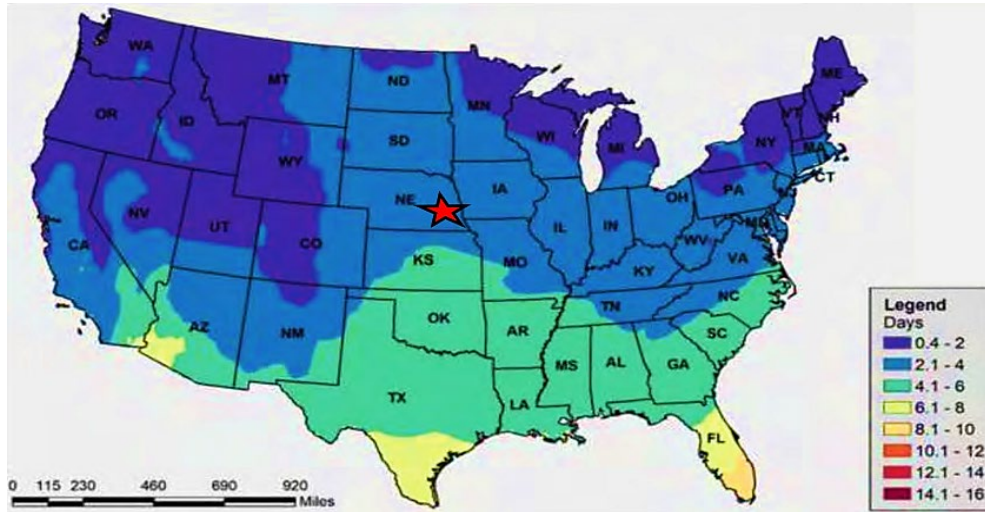 WA
MT
ND
MN
ME
OR
ID
VT
NH
WI
NY
MA
SD
MI
WY
CT
IA
PA
NE
OH
NJ
NV
IL
IN
MD
UT
CO
WV
CA
KS
MO
KY
VA
NC
TN
AZ
OK
NM
AR
SC
MS
AL
GA
TX
LA
FL
Legend
Days
0.4 - 2
2.1 - 4
4.1 - 6
6.1 - 8
8.1 - 10
10.1 - 12
12.1 - 14
14.1 - 16
0 115 230 460 690 920
Miles